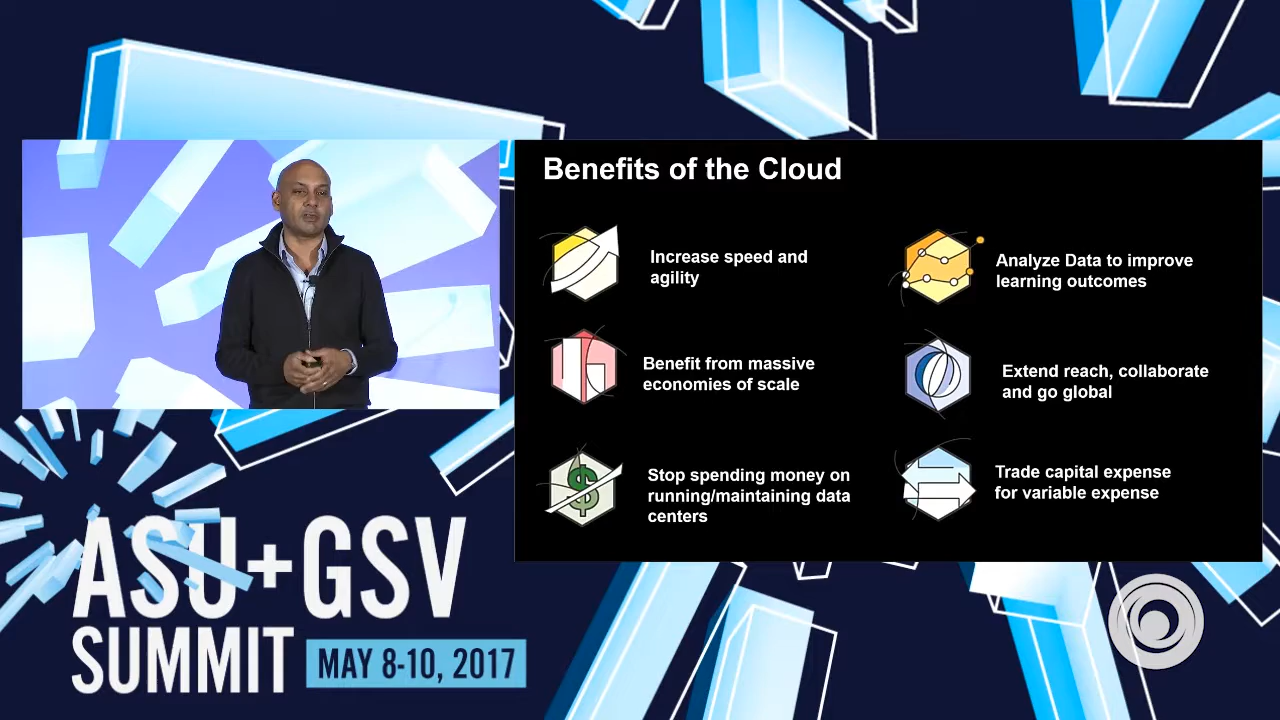 Benefits of the Cloud
Increase speed and
agility
Analyze Data to improve
learning outcomes
Benefit from massive
economies of scale
Extend reach, collaborate
and go global
Stop spending money on
running/maintaining data
centers
Trade capital expense
for variable expense
ASU+GSV
SUMMIT
MAY 8-10, 2017